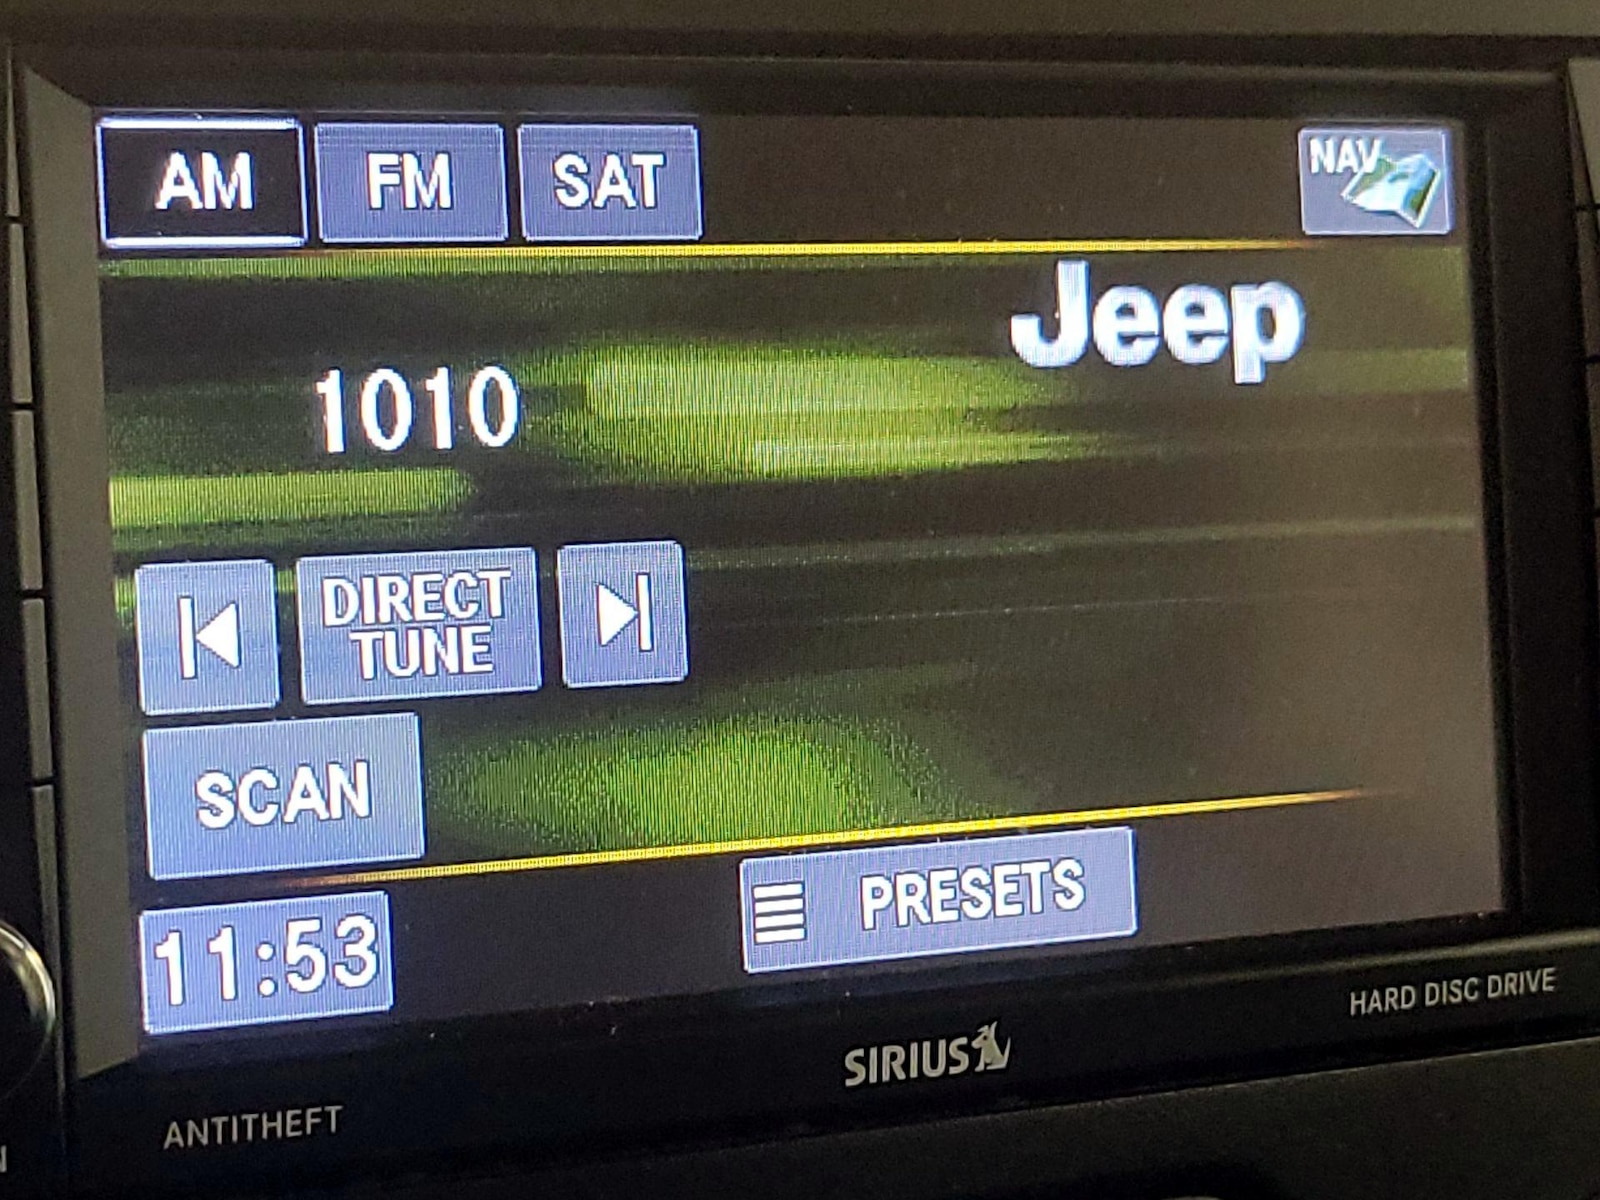 AM FM SAT NAV
Jeep
1010
DIRECT
TUNE
SCAN
11:53 PRESETS
HARD DISC DRIVE
SIRIUS
ANTITHEFT